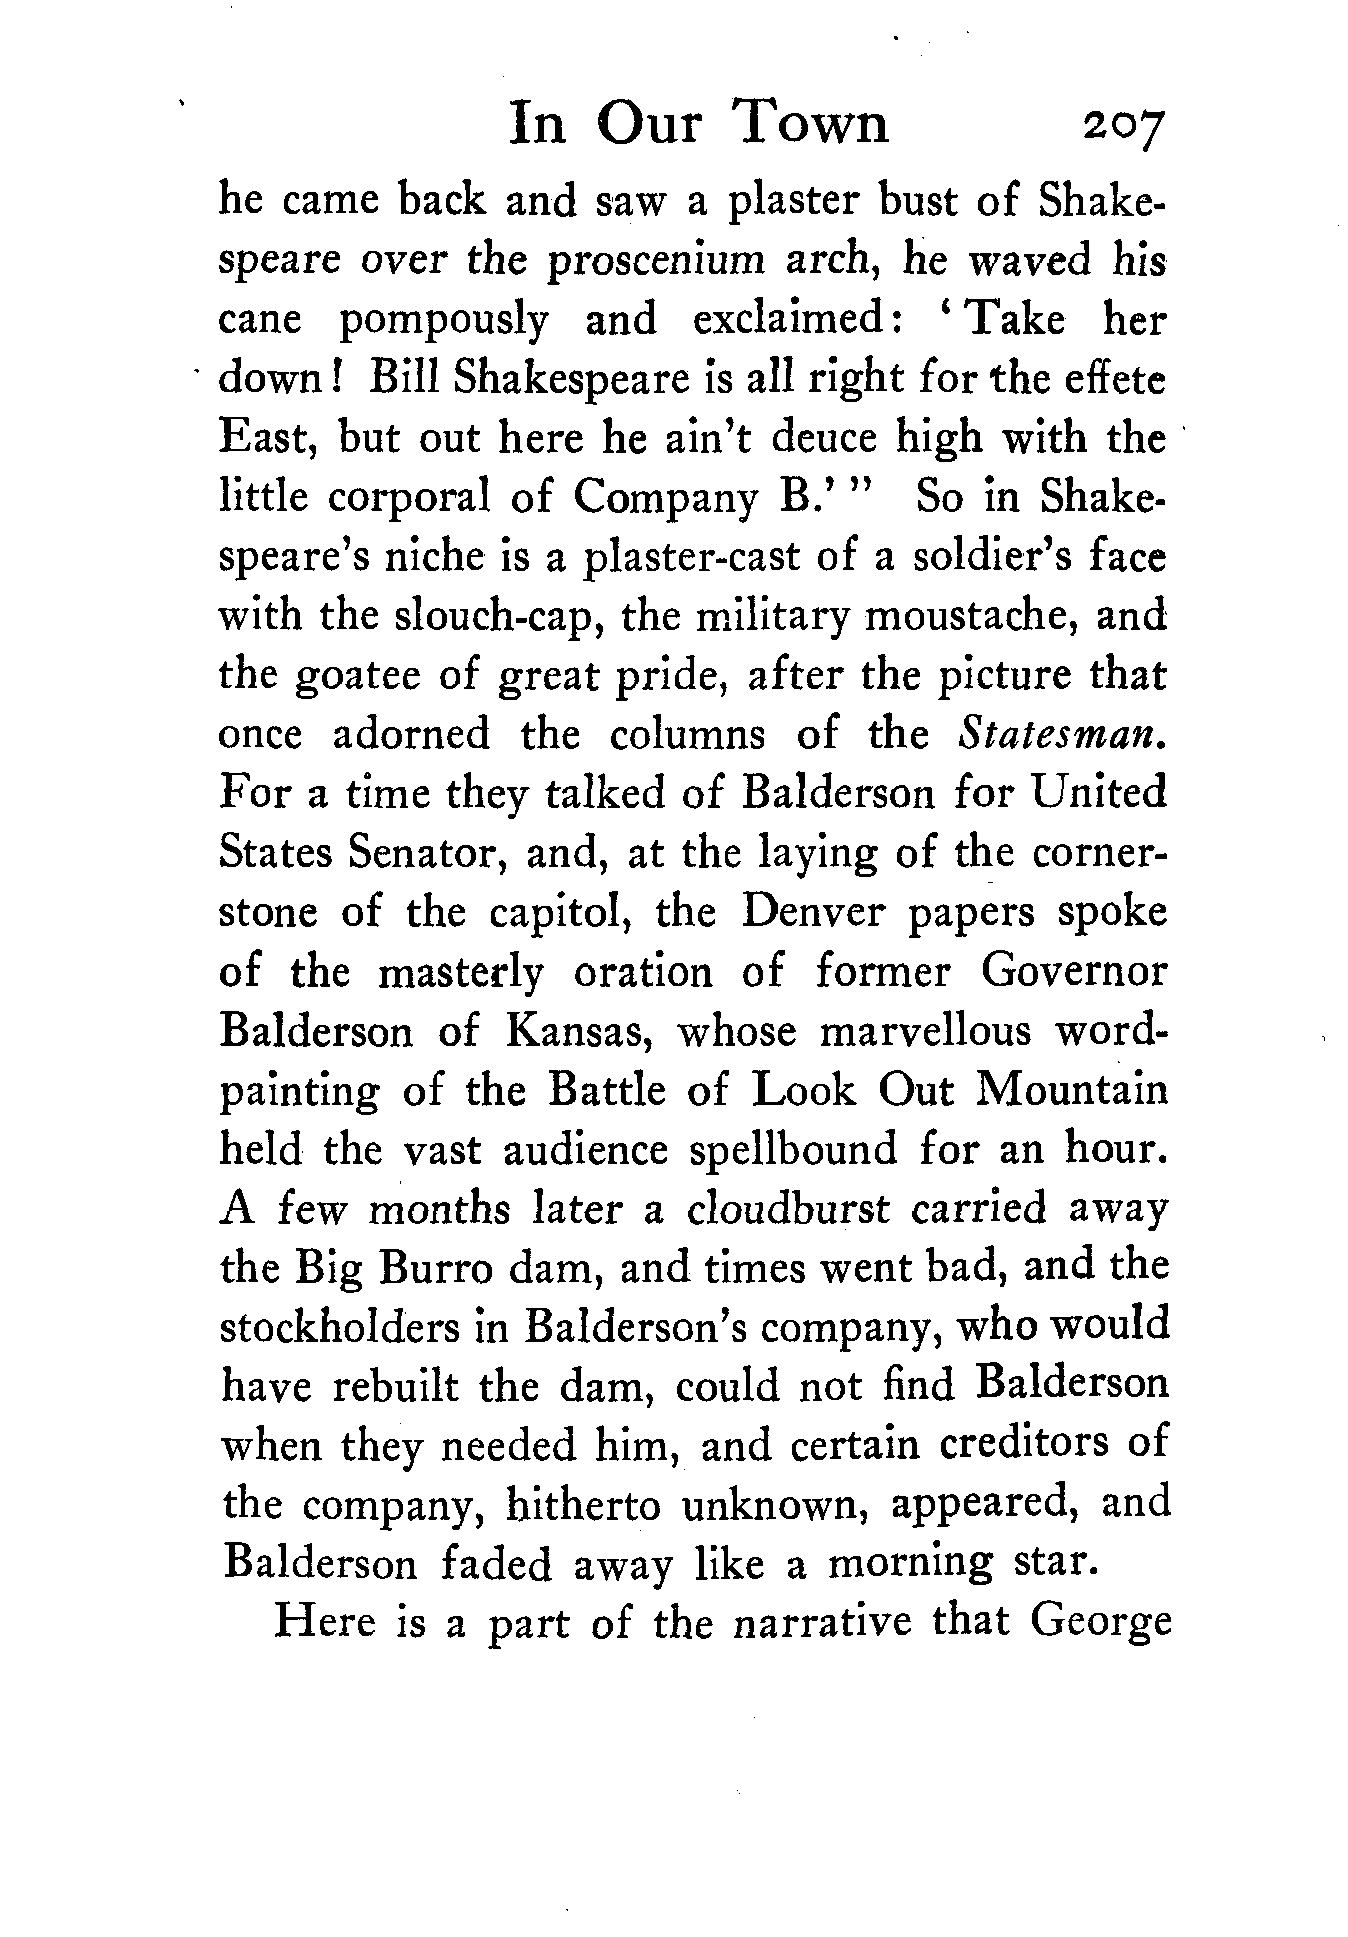 In Our Town 207
he came back and saw a plaster bust of Shake-
speare over the proscenium arch, he waved his
cane pompously and exclaimed: ‘ Take her
down! Bill Shakespeare is all right for the effete
East, but out here he ain’t deuce high with the
little corporal of Company B.’ ” So in Shake-
speare’s niche is a plaster-cast of a soldier’s face
with the slouch-cap, the military moustache, and
the goatee of great pride, after the picture that
once adorned the columns of the Statesman.
For a time they talked of Balderson for United
States Senator, and, at the laying of the corner-
stone of the capitol, the Denver papers spoke
of the masterly oration of former Governor
Balderson of Kansas, whose marvellous word-
painting of the Battle of Look Out Mountain
held the vast audience spellbound for an hour.
A few months later a cloudburst carried away
the Big Burro dam, and times went bad, and the
stockholders in Balderson’s company, who would
have rebuilt the dam, could not find Balderson
when they needed him, and certain creditors of
the company, hitherto unknown, appeared, and
Balderson faded away like a morning star.
Here is a part of the narrative that George